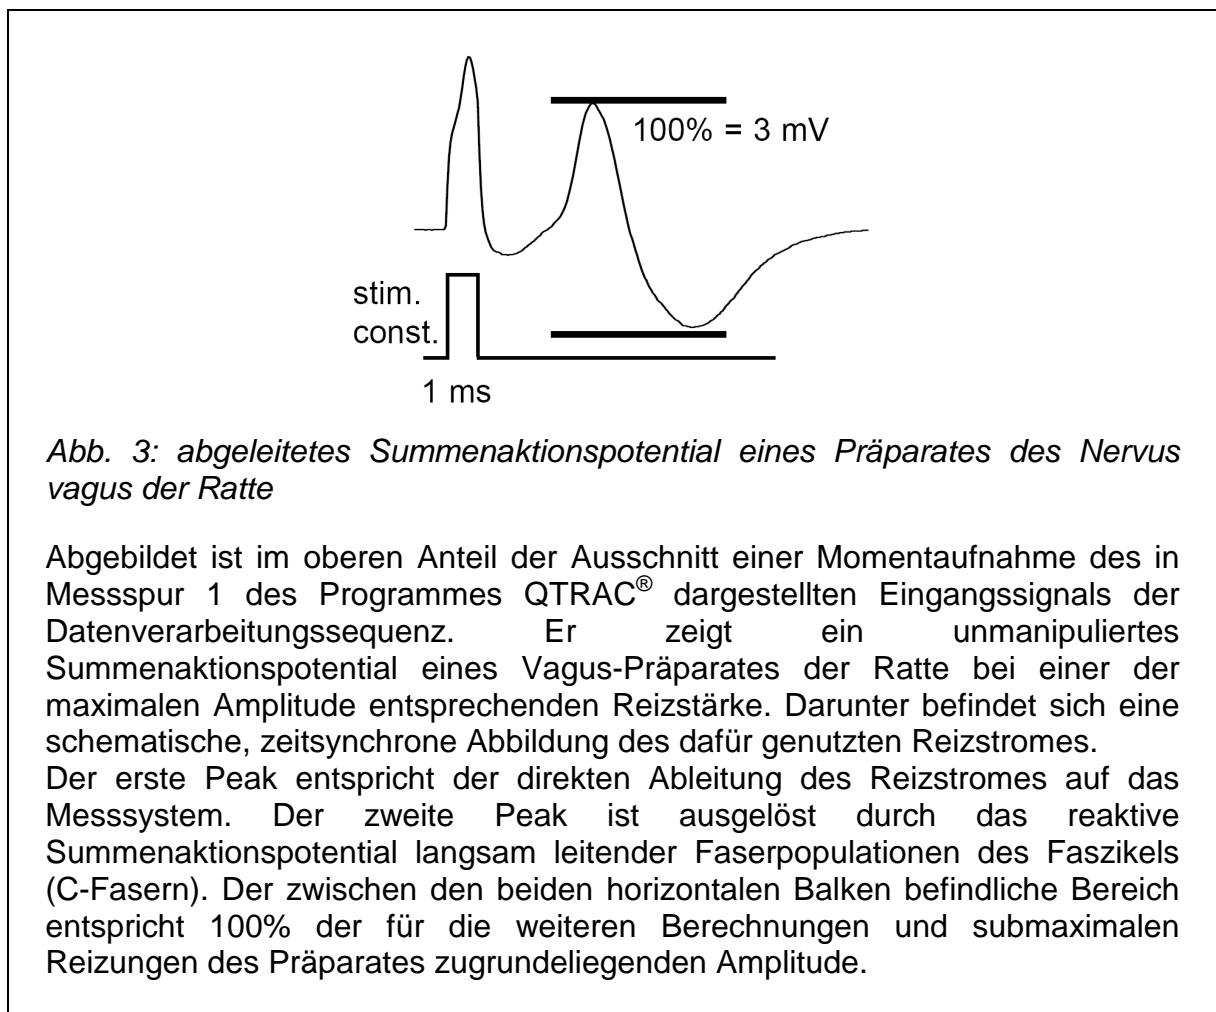 100% = 3 mV
stim.
const.
1 ms
Abb. 3: abgeleitetes Summenaktionspotential eines Präparates des Nervus
vagus der Ratte
Abgebildet ist im oberen Anteil der Ausschnitt einer Momentaufnahme des in
Messspur 1 des Programmes QTRAC® dargestellten Eingangssignals der
Datenverarbeitungssequenz. Er zeigt ein unmanipuliertes
Summenaktionspotential eines Vagus-Präparates der Ratte bei einer der
maximalen Amplitude entsprechenden Reizstärke. Darunter befindet sich eine
schematische, zeitsynchrone Abbildung des dafür genutzten Reizstromes.
Der erste Peak entspricht der direkten Ableitung des Reizstromes auf das
Messsystem. Der zweite Peak ist ausgelöst durch das reaktive
Summenaktionspotential langsam leitender Faserpopulationen des Faszikels
(C-Fasern). Der zwischen den beiden horizontalen Balken befindliche Bereich
entspricht 100% der für die weiteren Berechnungen und submaximalen
Reizungen des Präparates zugrundeliegenden Amplitude.